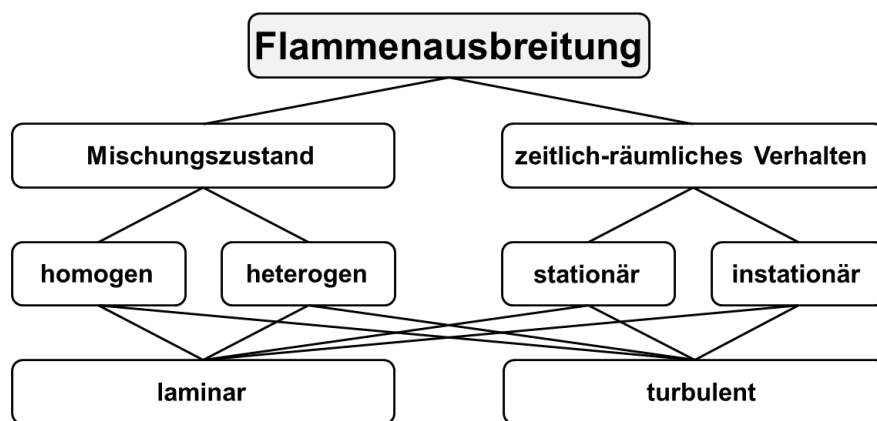 Flammenausbreitung
Mischungszustand
zeitlich-räumliches Verhalten
homogen
heterogen
stationär
instationär
laminar
turbulent